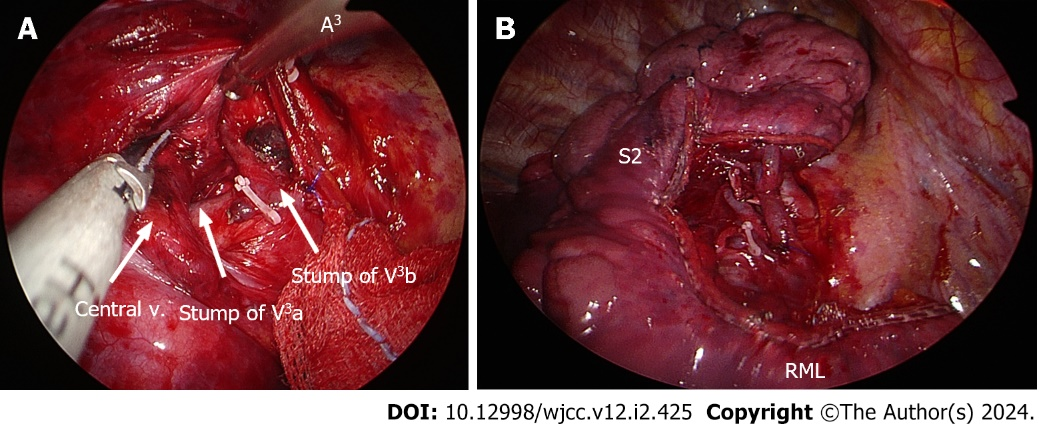 A
A³
Central v.
Stump of V³a
Stump of V³b
B
S2
RML
DOI: 10.12998/wjcc.v12.i2.425 Copyright ©The Author(s) 2024.